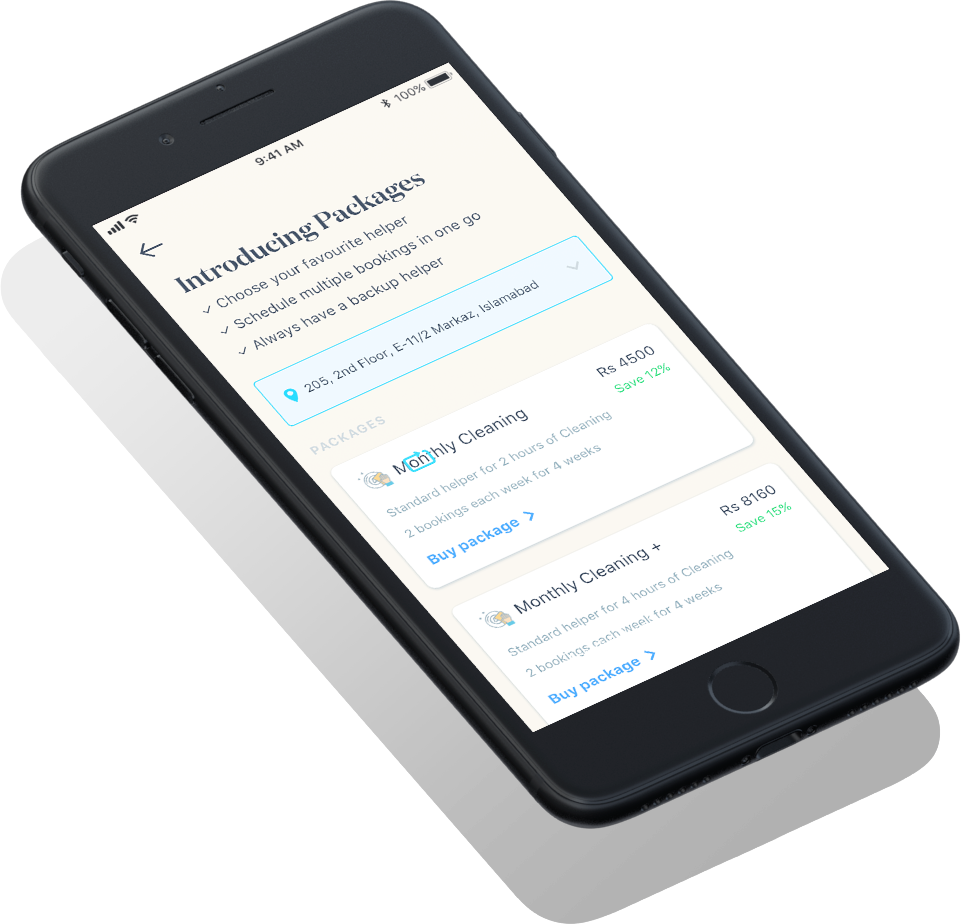 9:41 AM
100%
Introducing Packages
Choose your favourite helper
Schedule multiple bookings in one go
Always have a backup helper
205, 2nd Floor, E-11/2 Markaz, Islamabad
PACKAGES
Monthly Cleaning
Rs 4500
Save 12%
Standard helper for 2 hours of Cleaning
2 bookings each week for 4 weeks
Buy package
Monthly Cleaning +
Rs 8160
Save 15%
Standard helper for 4 hours of Cleaning
2 bookings each week for 4 weeks
Buy package